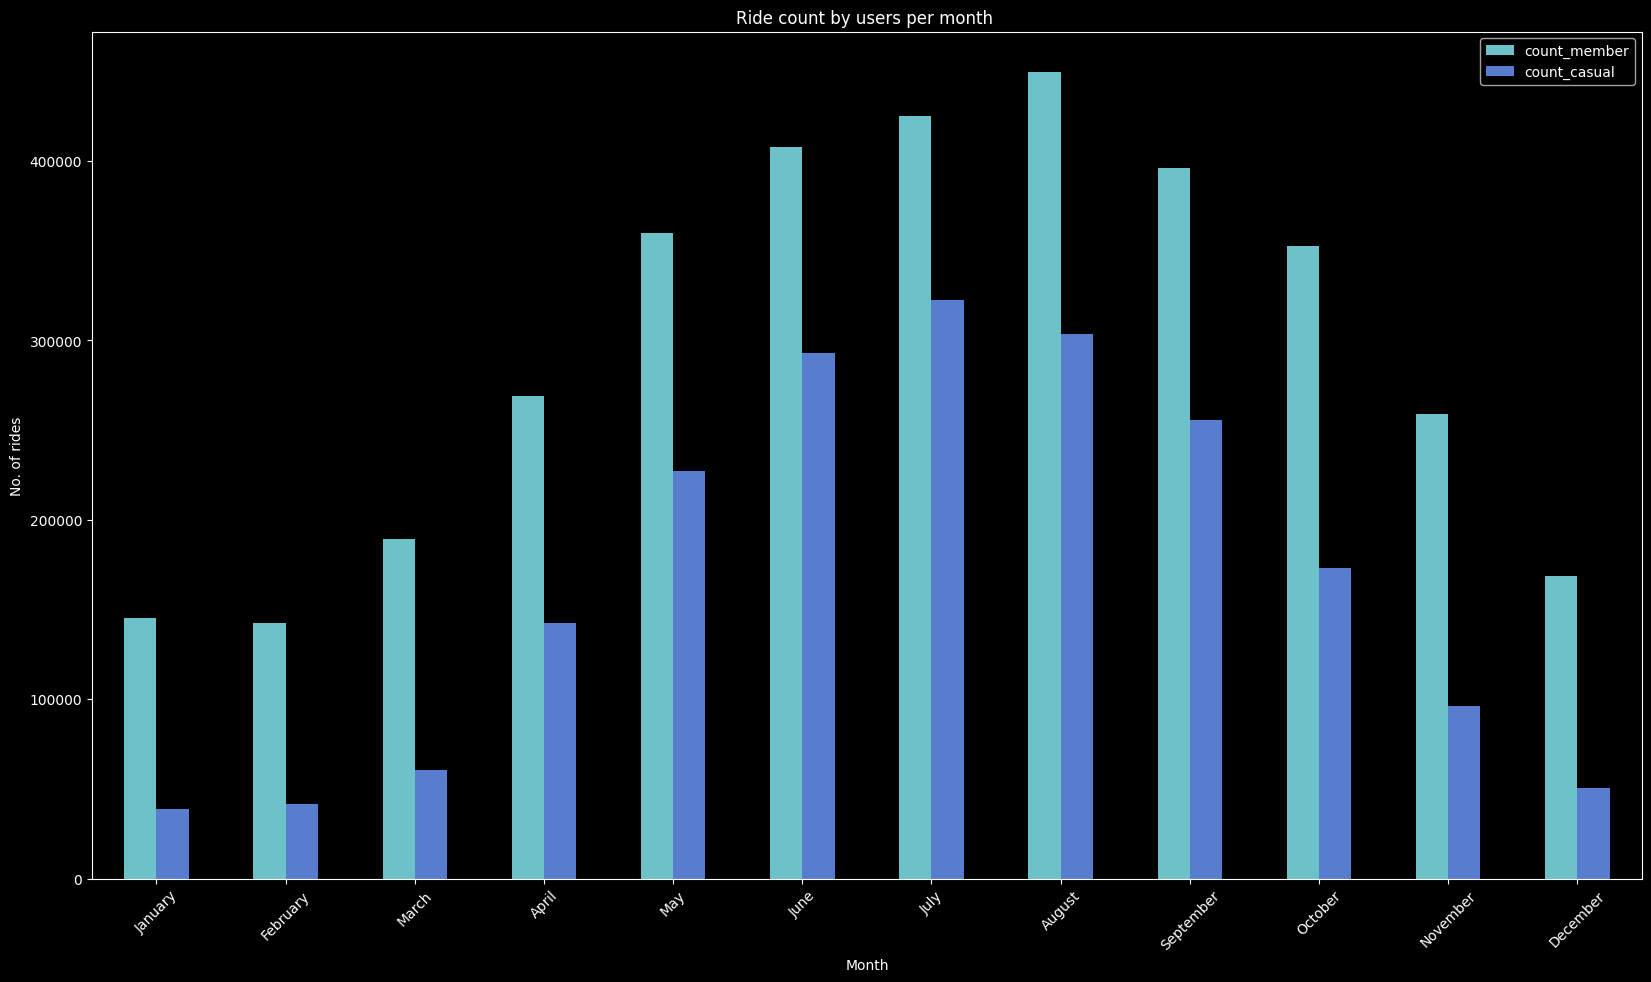 Ride count by users per month
count_member
count_casual
No. of rides
400000
300000
200000
100000
0
January
February
March
April
May
June
July
August
September
October
November
December
Month